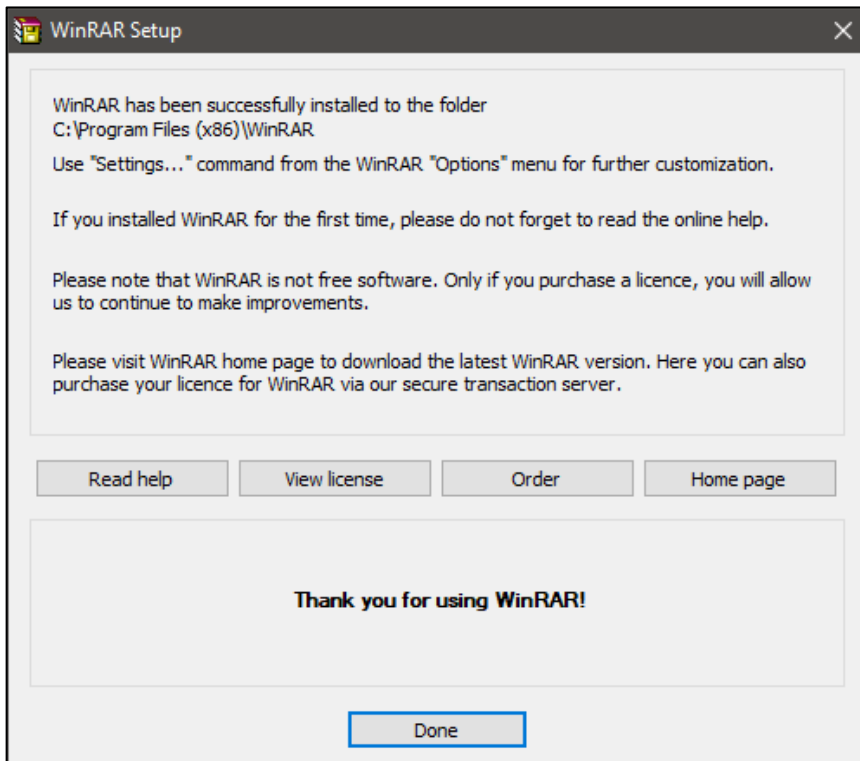 WinRAR Setup
WinRAR has been successfully installed to the folder
C:\Program Files (x86)\WinRAR
Use "Settings..." command from the WinRAR "Options" menu for further customization.
If you installed WinRAR for the first time, please do not forget to read the online help.
Please note that WinRAR is not free software. Only if you purchase a licence, you will allow
us to continue to make improvements.
Please visit WinRAR home page to download the latest WinRAR version. Here you can also
purchase your licence for WinRAR via our secure transaction server.
Read help View license Order Home page
Thank you for using WinRAR!
Done